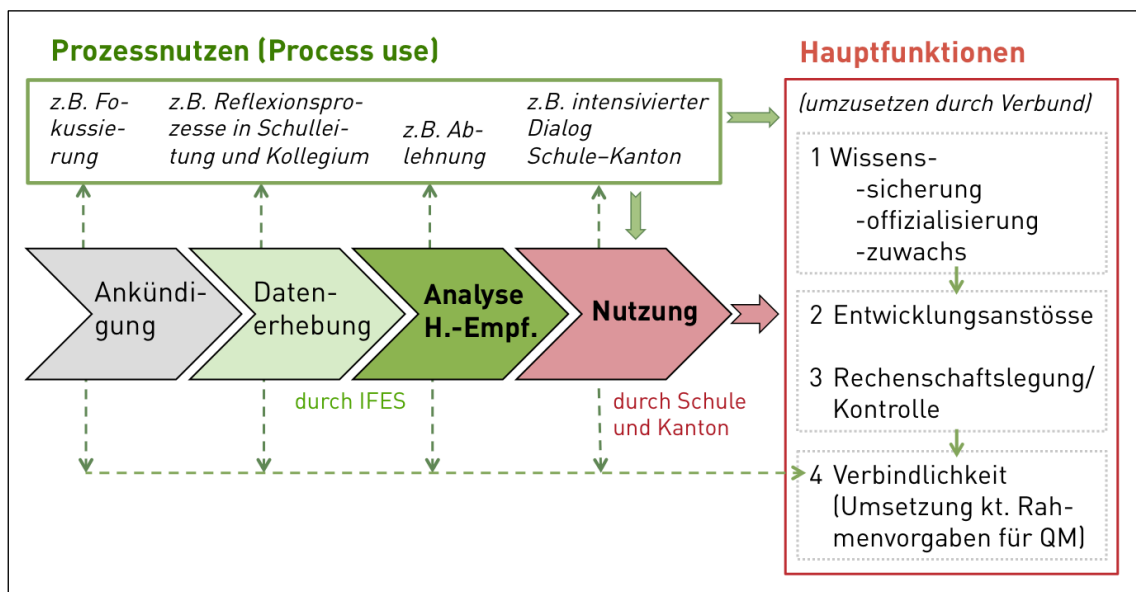 Prozessnutzen (Process use)
z.B. Fo-
kussie-
rung
z.B. Reflexionspro-
zesse in Schullei-
tung und Kollegium
z.B. Ab-
lehnung
z.B. intensivierter
Dialog
Schule–Kanton
Ankündi-
gung
Daten-
erhebung
Analyse
H.-Empf.
Nutzung
durch IFES
durch Schule
und Kanton
Hauptfunktionen
(umzusetzen durch Verbund)
1 Wissens-
-sicherung
-offizialisierung
-zuwachs
2 Entwicklungsanstösse
3 Rechenschaftslegung/
Kontrolle
4 Verbindlichkeit
(Umsetzung kt. Rah-
menvorgaben für QM)